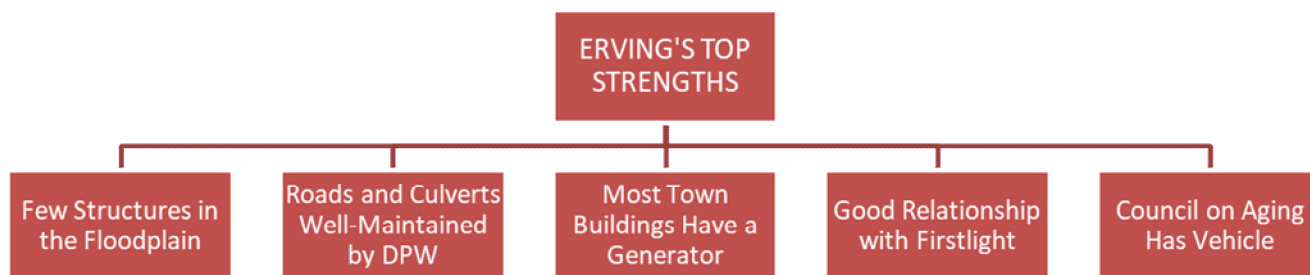 ERVING'S TOP
STRENGTHS
Few Structures in
the Floodplain
Roads and Culverts
Well-Maintained
by DPW
Most Town
Buildings Have a
Generator
Good Relationship
with Firstlight
Council on Aging
Has Vehicle